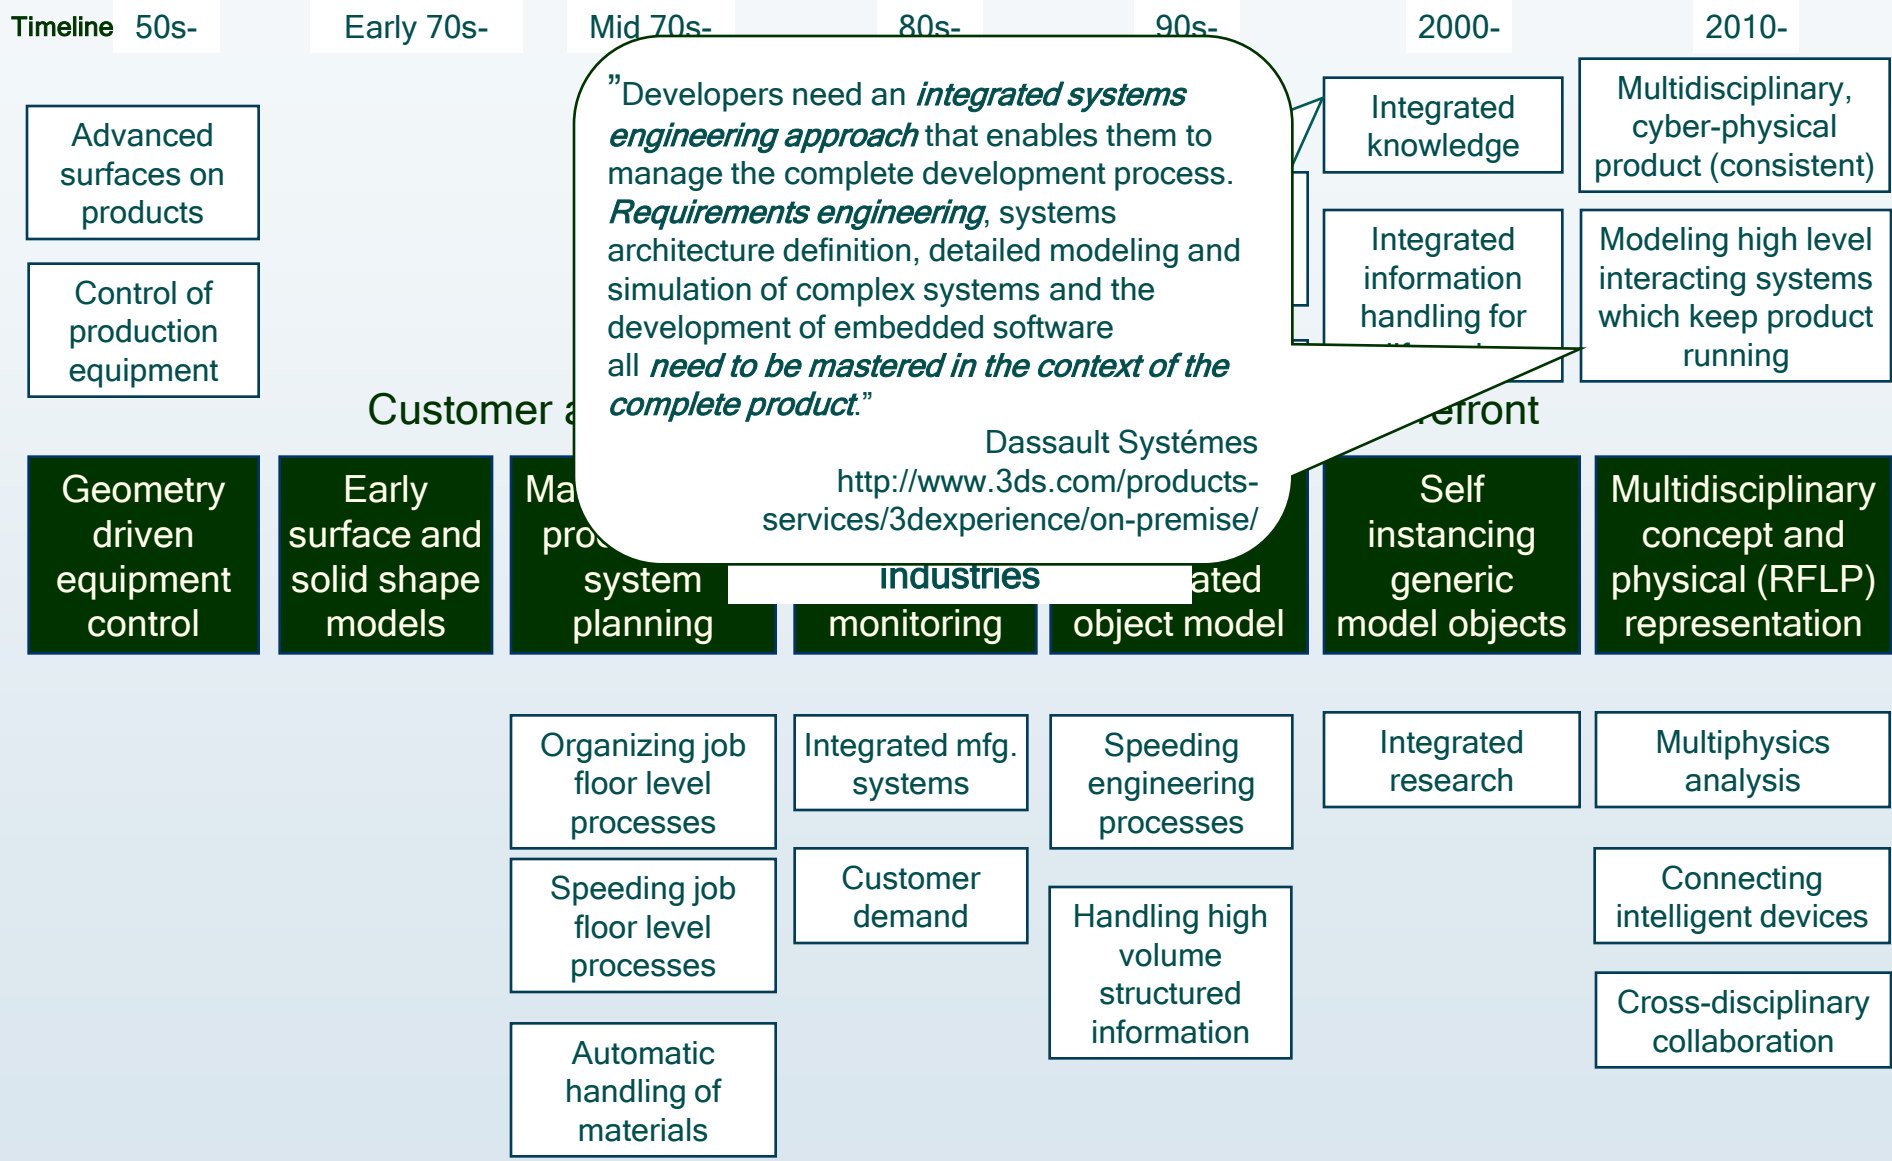 Timeline 50s- Early 70s- Mid 70s- 80s- 90s- 2000- 2010-
Advanced
surfaces on
products
Control of
production
equipment
”Developers need an integrated systems
engineering approach that enables them to
manage the complete development process.
Requirements engineering, systems
architecture definition, detailed modeling and
simulation of complex systems and the
development of embedded software
all need to be mastered in the context of the
complete product.”
Dassault Systémes
http://www.3ds.com/products-
services/3dexperience/on-premise/
Integrated
knowledge
Integrated
information
handling for
Multidisciplinary,
cyber-physical
product (consistent)
Modeling high level
interacting systems
which keep product
running
Customer
Geometry
driven
equipment
control
Early
surface and
solid shape
models
system
planning
industries
monitoring
object model
Self
instancing
generic
model objects
Multidisciplinary
concept and
physical (RFLP)
representation
Organizing job
floor level
processes
Speeding job
floor level
processes
Automatic
handling of
materials
Integrated mfg.
systems
Customer
demand
Speeding
engineering
processes
Handling high
volume
structured
information
Integrated
research
Multiphysics
analysis
Connecting
intelligent devices
Cross-disciplinary
collaboration